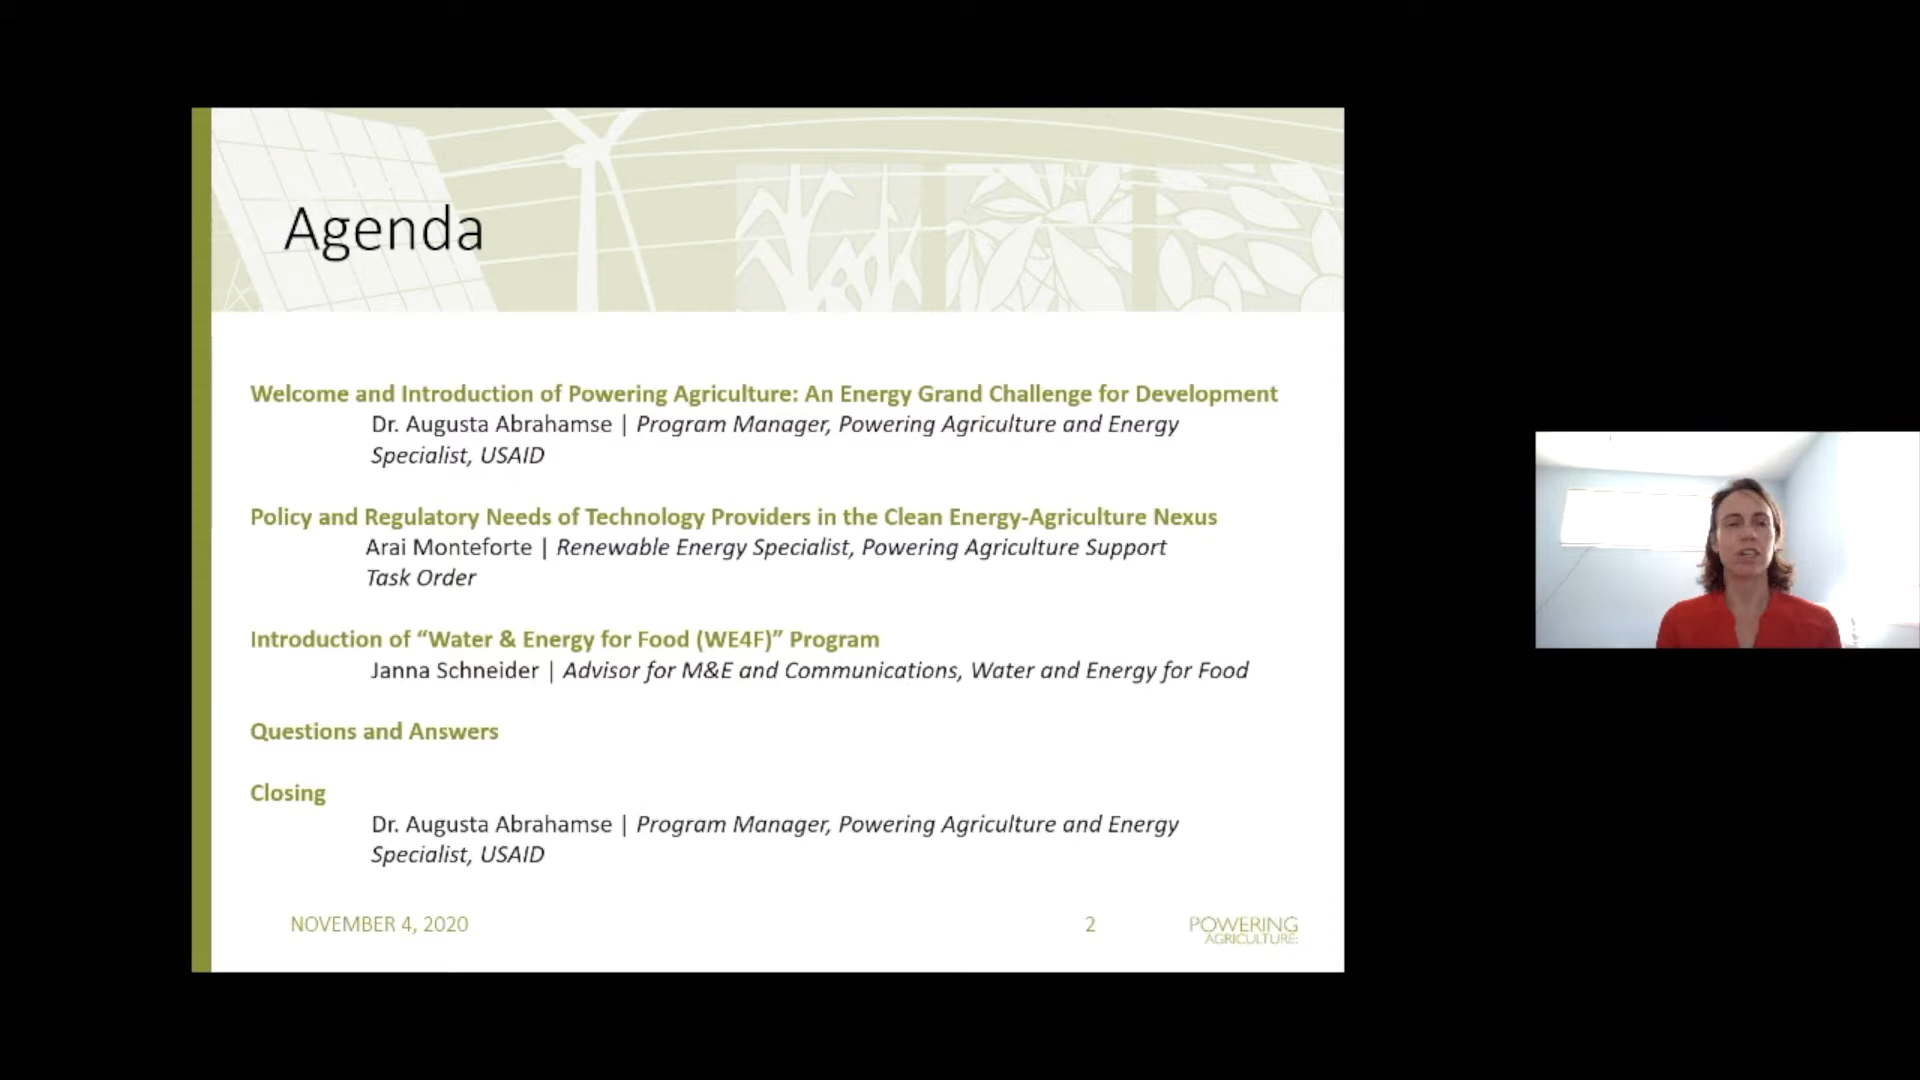 Agenda
Welcome and Introduction of Powering Agriculture: An Energy Grand Challenge for Development
Dr. Augusta Abrahamse | Program Manager, Powering Agriculture and Energy
Specialist, USAID
Policy and Regulatory Needs of Technology Providers in the Clean Energy-Agriculture Nexus
Arai Monteforte | Renewable Energy Specialist, Powering Agriculture Support
Task Order
Introduction of “Water & Energy for Food (WE4F)” Program
Janna Schneider | Advisor for M&E and Communications, Water and Energy for Food
Questions and Answers
Closing
Dr. Augusta Abrahamse | Program Manager, Powering Agriculture and Energy
Specialist, USAID
NOVEMBER 4, 2020
2
POWERING
AGRICULTURE: